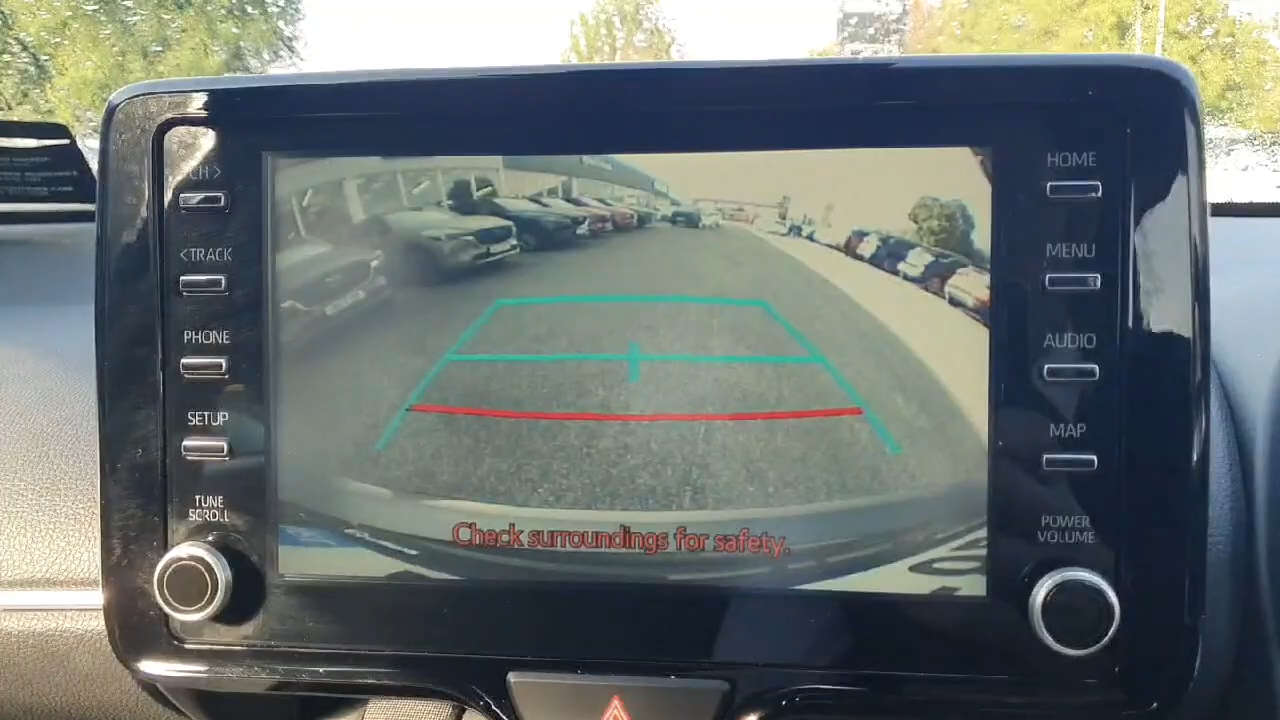 CH >
<TRACK
PHONE
SETUP
TUNE
SCROLL
Check surroundings for safety.
HOME
MENU
AUDIO
MAP
POWER
VOLUME